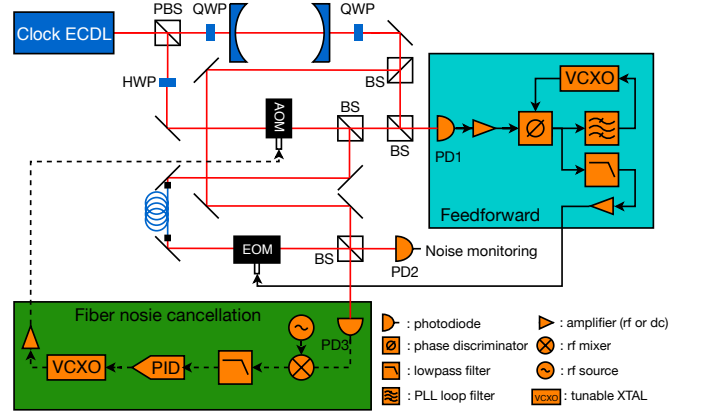 PBS
QWP
QWP
Clock ECDL
BS
HWP
VCXO
AOM
BS
Ø
BS
PD1
Feedforward
EOM
BS
PD2
Noise monitoring
Fiber nosie cancellation
PD3
VCXO
PID
: photodiode
: amplifier (rf or dc)
Ø : phase discriminator
: rf mixer
: lowpass filter
: rf source
: PLL loop filter
VCXO : tunable XTAL